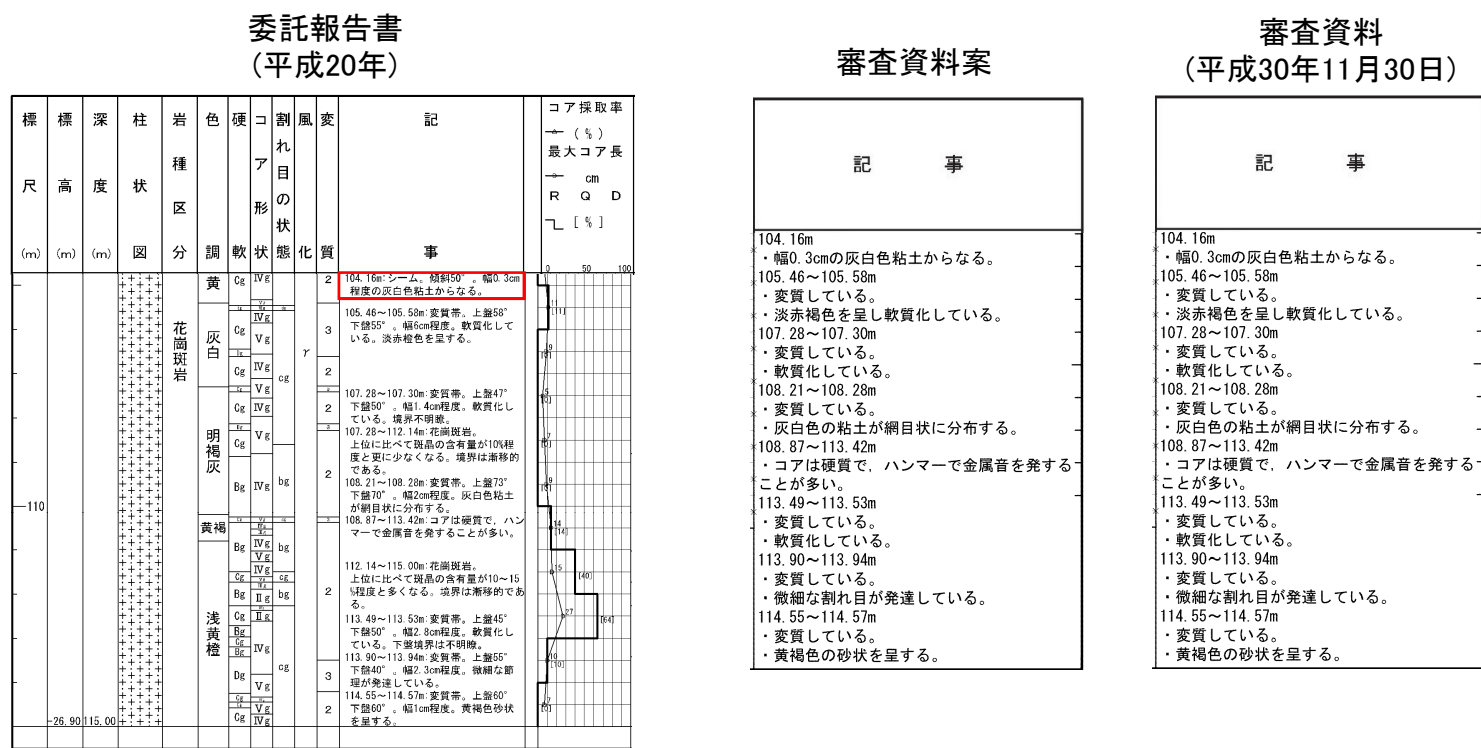 委託報告書
(平成20年)
審査資料案
審査資料
(平成30年11月30日)
標尺(m)
標高(m)
深度(m)
柱状図
岩種区分
色調
硬軟
コア形状
割れ目の状態
風化
変質
記事
コア採取率
(%)
最大コア長
cm
R Q D
[%]
0 50 100
花崗斑岩
黄
灰白
明褐灰
黄褐
浅黄橙
-110
-26.90 115.00
104.16m:シーム。傾斜50°。幅0.3cm
程度の灰白色粘土からなる。
105.46～105.58m:変質帯。上盤58°
下盤55°。幅6cm程度。軟質化して
いる。淡赤橙色を呈する。
107.28～107.30m:変質帯。上盤47°
下盤50°。幅1.4cm程度。軟質化し
ている。境界不明瞭。
107.28～112.14m:花崗斑岩。
上位に比べて斑晶の含有量が10%程
度と更に少なくなる。境界は漸移的
である。
108.21～108.28m:変質帯。上盤73°
下盤70°。幅2cm程度。灰白色粘土
が網目状に分布する。
108.87～113.42m:コアは硬質で，ハン
マーで金属音を発することが多い。
112.14～115.00m:花崗斑岩。
上位に比べて斑晶の含有量が10～15
%程度と多くなる。境界は漸移的であ
る。
113.49～113.53m:変質帯。上盤45°
下盤50°。幅2.8cm程度。軟質化し
ている。下盤境界は不明瞭。
113.90～113.94m:変質帯。上盤55°
下盤40°。幅2.3cm程度。微細な節
理が発達している。
114.55～114.57m:変質帯。上盤60°
下盤60°。幅1cm程度。黄褐色砂状
を呈する。
記 事
104.16m
・幅0.3cmの灰白色粘土からなる。
105.46～105.58m
・変質している。
・淡赤褐色を呈し軟質化している。
107.28～107.30m
・変質している。
・軟質化している。
108.21～108.28m
・変質している。
・灰白色の粘土が網目状に分布する。
108.87～113.42m
・コアは硬質で，ハンマーで金属音を発する
ことが多い。
113.49～113.53m
・変質している。
・軟質化している。
113.90～113.94m
・変質している。
・微細な割れ目が発達している。
114.55～114.57m
・変質している。
・黄褐色の砂状を呈する。
記 事
104.16m
・幅0.3cmの灰白色粘土からなる。
105.46～105.58m
・変質している。
・淡赤褐色を呈し軟質化している。
107.28～107.30m
・変質している。
・軟質化している。
108.21～108.28m
・変質している。
・灰白色の粘土が網目状に分布する。
108.87～113.42m
・コアは硬質で，ハンマーで金属音を発する
ことが多い。
113.49～113.53m
・変質している。
・軟質化している。
113.90～113.94m
・変質している。
・微細な割れ目が発達している。
114.55～114.57m
・変質している。
・黄褐色の砂状を呈する。